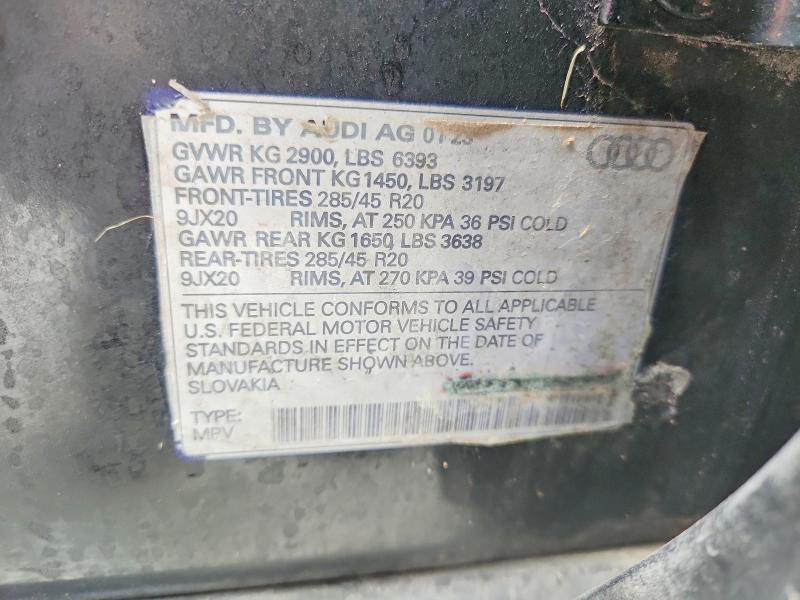 MFD. BY AUDI AG
GVWR KG 2900, LBS 6393
GAWR FRONT KG 1450, LBS 3197
FRONT-TIRES 285/45 R20
9JX20 RIMS, AT 250 KPA 36 PSI COLD
GAWR REAR KG 1650, LBS 3638
REAR-TIRES 285/45 R20
9JX20 RIMS, AT 270 KPA 39 PSI COLD
THIS VEHICLE CONFORMS TO ALL APPLICABLE
U.S. FEDERAL MOTOR VEHICLE SAFETY
STANDARDS IN EFFECT ON THE DATE OF
MANUFACTURE SHOWN ABOVE.
SLOVAKIA
TYPE:
MPV